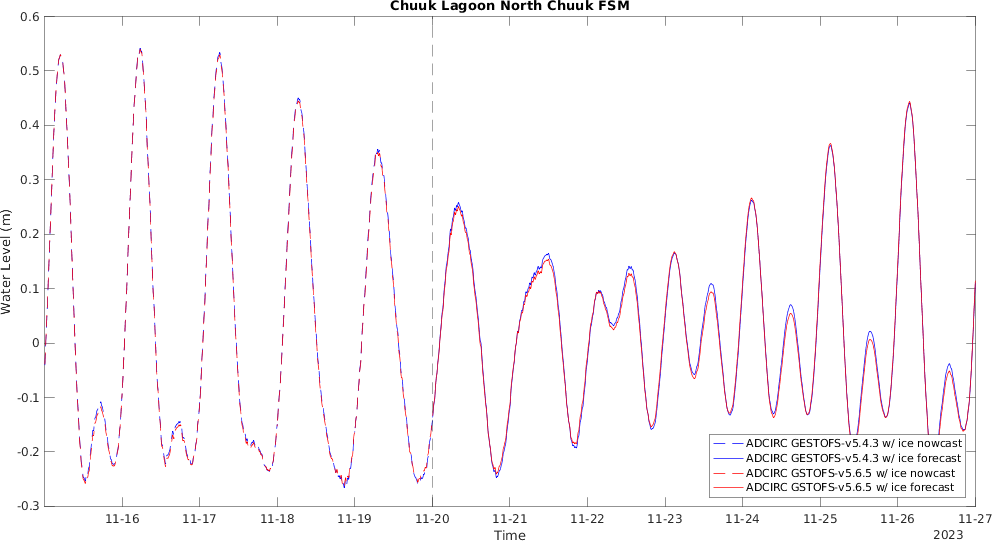 Chuuk Lagoon North Chuuk FSM
0.6
0.5
0.4
0.3
0.2
0.1
0
-0.1
-0.2
-0.3
Water Level (m)
11-16 11-17 11-18 11-19 11-20 11-21 11-22 11-23 11-24 11-25 11-26 11-27
Time
2023
ADCIRC GESTOFS-v5.4.3 w/ ice nowcast
ADCIRC GESTOFS-v5.4.3 w/ ice forecast
ADCIRC GSTOFS-v5.6.5 w/ ice nowcast
ADCIRC GSTOFS-v5.6.5 w/ ice forecast